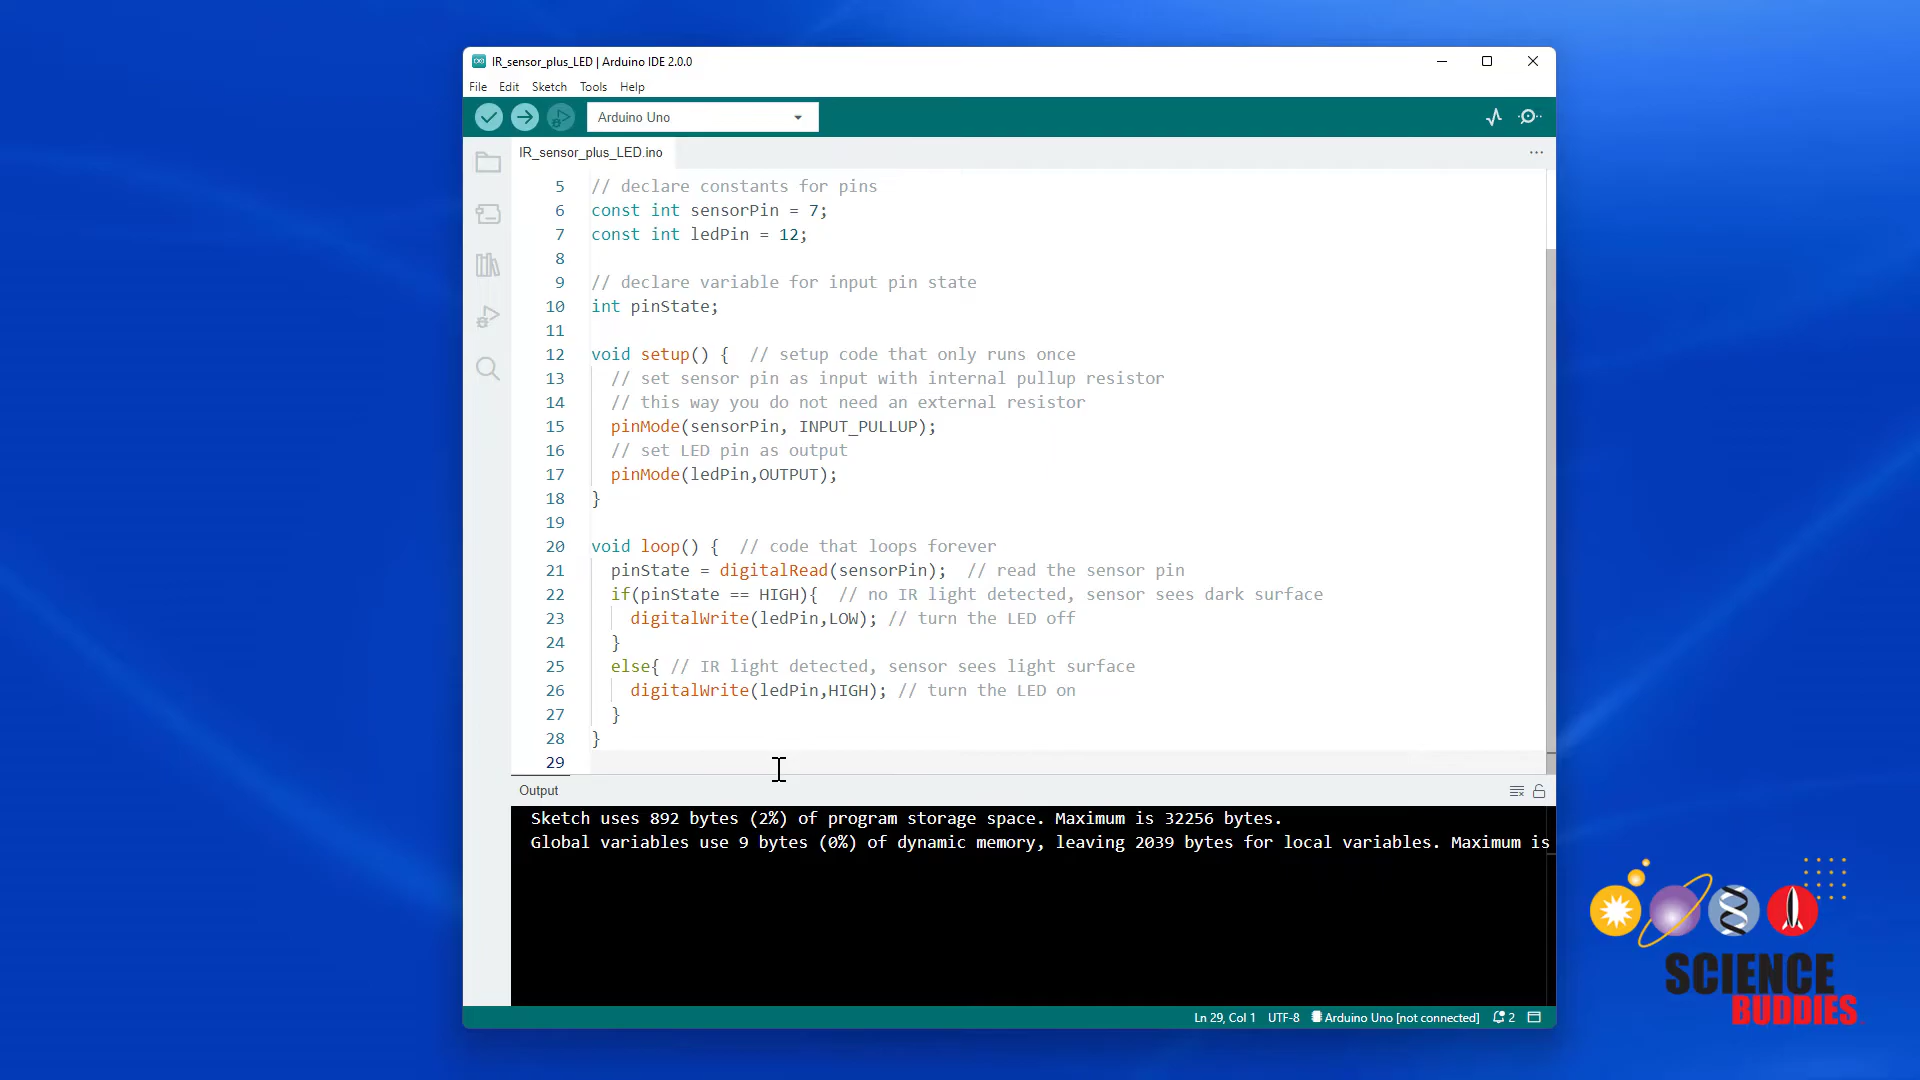 IR_sensor_plus_LED | Arduino IDE 2.0.0
File Edit Sketch Tools Help
Arduino Uno
IR_sensor_plus_LED.ino
5 // declare constants for pins
6 const int sensorPin = 7;
7 const int ledPin = 12;
8
9 // declare variable for input pin state
10 int pinState;
11
12 void setup() {  // setup code that only runs once
13   // set sensor pin as input with internal pullup resistor
14   // this way you do not need an external resistor
15   pinMode(sensorPin, INPUT_PULLUP);
16   // set LED pin as output
17   pinMode(ledPin,OUTPUT);
18 }
19
20 void loop() {  // code that loops forever
21   pinState = digitalRead(sensorPin);  // read the sensor pin
22   if(pinState == HIGH){  // no IR light detected, sensor sees dark surface
23     digitalWrite(ledPin,LOW); // turn the LED off
24   }
25   else{ // IR light detected, sensor sees light surface
26     digitalWrite(ledPin,HIGH); // turn the LED on
27   }
28 }
29
Output
Sketch uses 892 bytes (2%) of program storage space. Maximum is 32256 bytes.
Global variables use 9 bytes (0%) of dynamic memory, leaving 2039 bytes for local variables. Maximum is
Ln 29, Col 1 UTF-8 Arduino Uno [not connected] 2
SCIENCE
BUDDIES